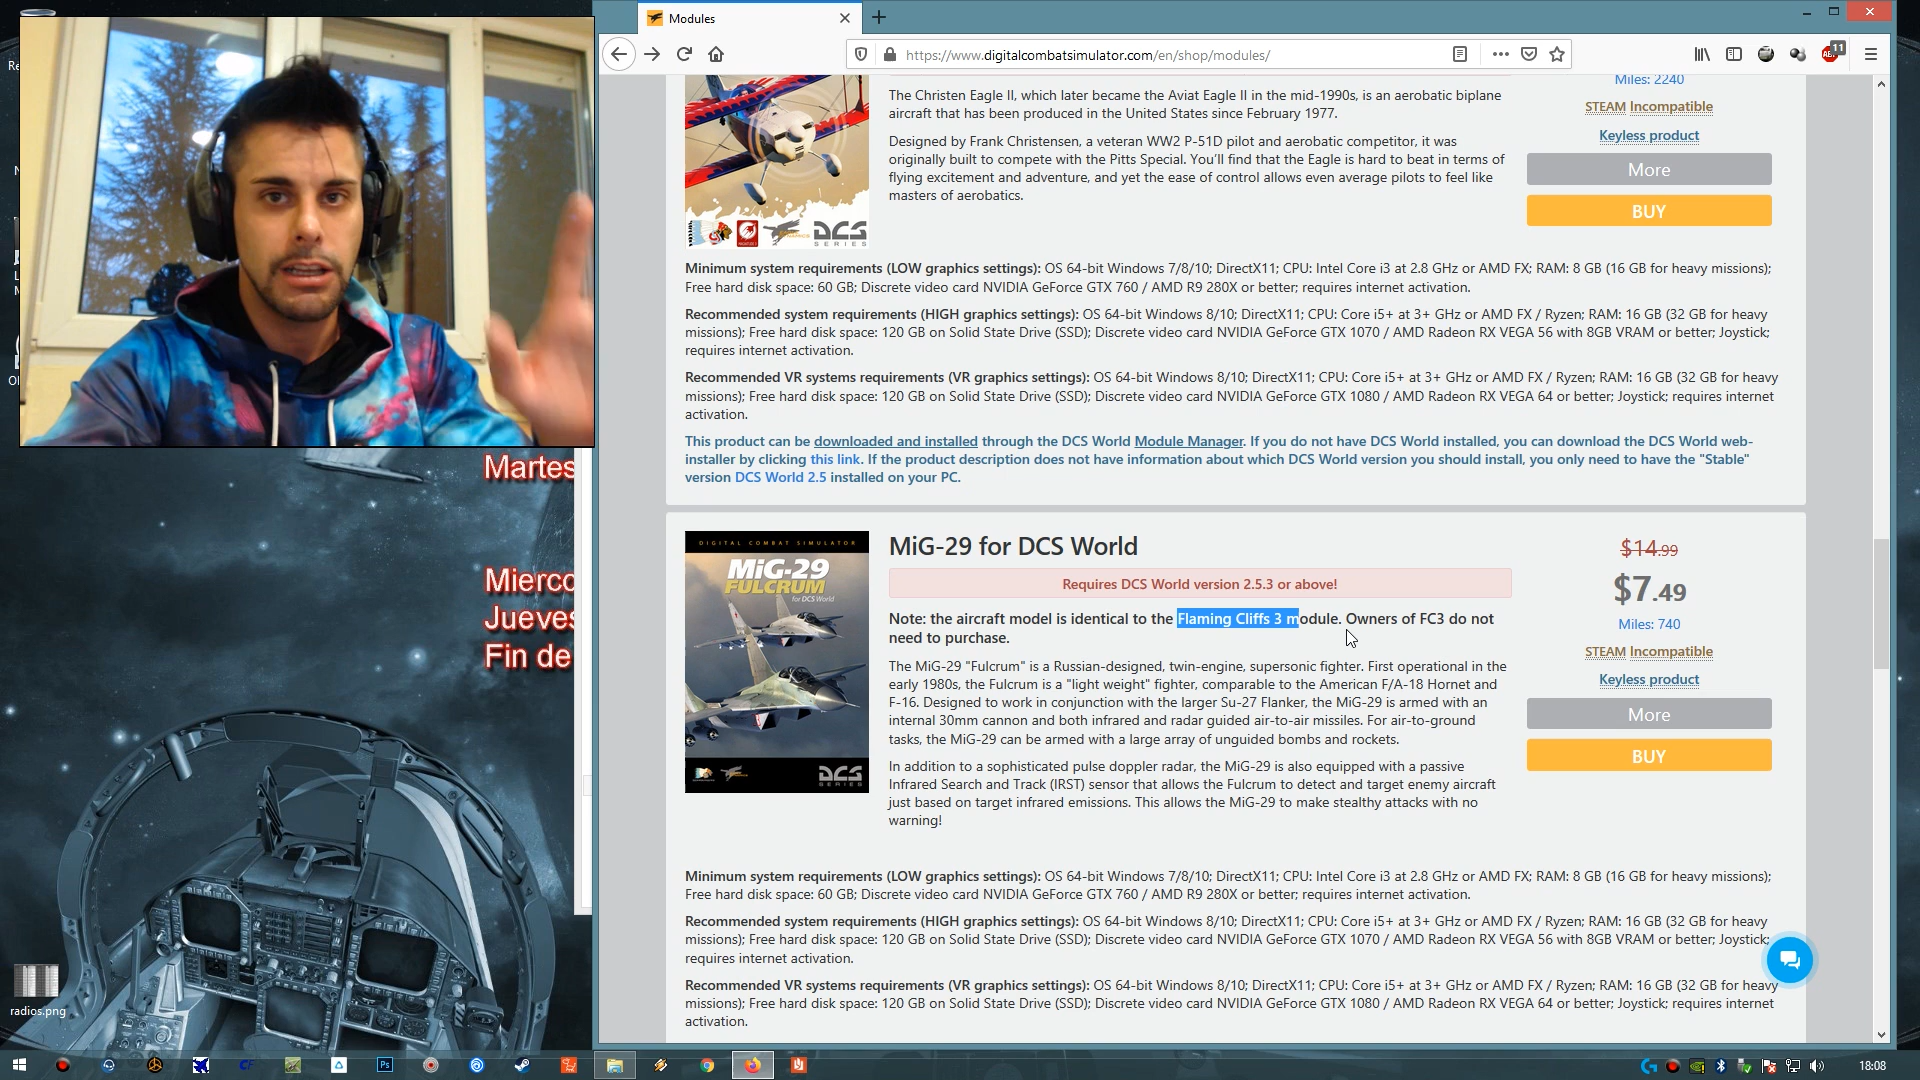 Modules
https://www.digitalcombatsimulator.com/en/shop/modules/
11
Miles: 2240
The Christen Eagle II, which later became the Aviat Eagle II in the mid-1990s, is an aerobatic biplane
aircraft that has been produced in the United States since February 1977.
STEAM Incompatible
Keyless product
Designed by Frank Christensen, a veteran WW2 P-51D pilot and aerobatic competitor, it was
originally built to compete with the Pitts Special. You'll find that the Eagle is hard to beat in terms of
flying excitement and adventure, and yet the ease of control allows even average pilots to feel like
masters of aerobatics.
More
BUY
DCS
SERIES
Minimum system requirements (LOW graphics settings): OS 64-bit Windows 7/8/10; DirectX11; CPU: Intel Core i3 at 2.8 GHz or AMD FX; RAM: 8 GB (16 GB for heavy missions);
Free hard disk space: 60 GB; Discrete video card NVIDIA GeForce GTX 760 / AMD R9 280X or better; requires internet activation.
Recommended system requirements (HIGH graphics settings): OS 64-bit Windows 8/10; DirectX11; CPU: Core i5+ at 3+ GHz or AMD FX / Ryzen; RAM: 16 GB (32 GB for heavy
missions); Free hard disk space: 120 GB on Solid State Drive (SSD); Discrete video card NVIDIA GeForce GTX 1070 / AMD Radeon RX VEGA 56 with 8GB VRAM or better; Joystick;
requires internet activation.
Recommended VR systems requirements (VR graphics settings): OS 64-bit Windows 8/10; DirectX11; CPU: Core i5+ at 3+ GHz or AMD FX / Ryzen; RAM: 16 GB (32 GB for heavy
missions); Free hard disk space: 120 GB on Solid State Drive (SSD); Discrete video card NVIDIA GeForce GTX 1080 / AMD Radeon RX VEGA 64 or better; Joystick; requires internet
activation.
This product can be downloaded and installed through the DCS World Module Manager. If you do not have DCS World installed, you can download the DCS World web-
installer by clicking this link. If the product description does not have information about which DCS World version you should install, you only need to have the "Stable"
version DCS World 2.5 installed on your PC.
Martes
Mierco
Jueves
Fin de
DIGITAL COMBAT SIMULATOR
MiG-29
FULCRUM
for DCS World
DCS
SERIES
MiG-29 for DCS World
Requires DCS World version 2.5.3 or above!
Note: the aircraft model is identical to the Flaming Cliffs 3 module. Owners of FC3 do not
need to purchase.
The MiG-29 "Fulcrum" is a Russian-designed, twin-engine, supersonic fighter. First operational in the
early 1980s, the Fulcrum is a "light weight" fighter, comparable to the American F/A-18 Hornet and
F-16. Designed to work in conjunction with the larger Su-27 Flanker, the MiG-29 is armed with an
internal 30mm cannon and both infrared and radar guided air-to-air missiles. For air-to-ground
tasks, the MiG-29 can be armed with a large array of unguided bombs and rockets.
In addition to a sophisticated pulse doppler radar, the MiG-29 is also equipped with a passive
Infrared Search and Track (IRST) sensor that allows the Fulcrum to detect and target enemy aircraft
just based on target infrared emissions. This allows the MiG-29 to make stealthy attacks with no
warning!
$14.99
$7.49
Miles: 740
STEAM Incompatible
Keyless product
More
BUY
Minimum system requirements (LOW graphics settings): OS 64-bit Windows 7/8/10; DirectX11; CPU: Intel Core i3 at 2.8 GHz or AMD FX; RAM: 8 GB (16 GB for heavy missions);
Free hard disk space: 60 GB; Discrete video card NVIDIA GeForce GTX 760 / AMD R9 280X or better; requires internet activation.
Recommended system requirements (HIGH graphics settings): OS 64-bit Windows 8/10; DirectX11; CPU: Core i5+ at 3+ GHz or AMD FX / Ryzen; RAM: 16 GB (32 GB for heavy
missions); Free hard disk space: 120 GB on Solid State Drive (SSD); Discrete video card NVIDIA GeForce GTX 1070 / AMD Radeon RX VEGA 56 with 8GB VRAM or better; Joystick;
requires internet activation.
Recommended VR systems requirements (VR graphics settings): OS 64-bit Windows 8/10; DirectX11; CPU: Core i5+ at 3+ GHz or AMD FX / Ryzen; RAM: 16 GB (32 GB for heavy
missions); Free hard disk space: 120 GB on Solid State Drive (SSD); Discrete video card NVIDIA GeForce GTX 1080 / AMD Radeon RX VEGA 64 or better; Joystick; requires internet
activation.
radios.png
Ps
18:08